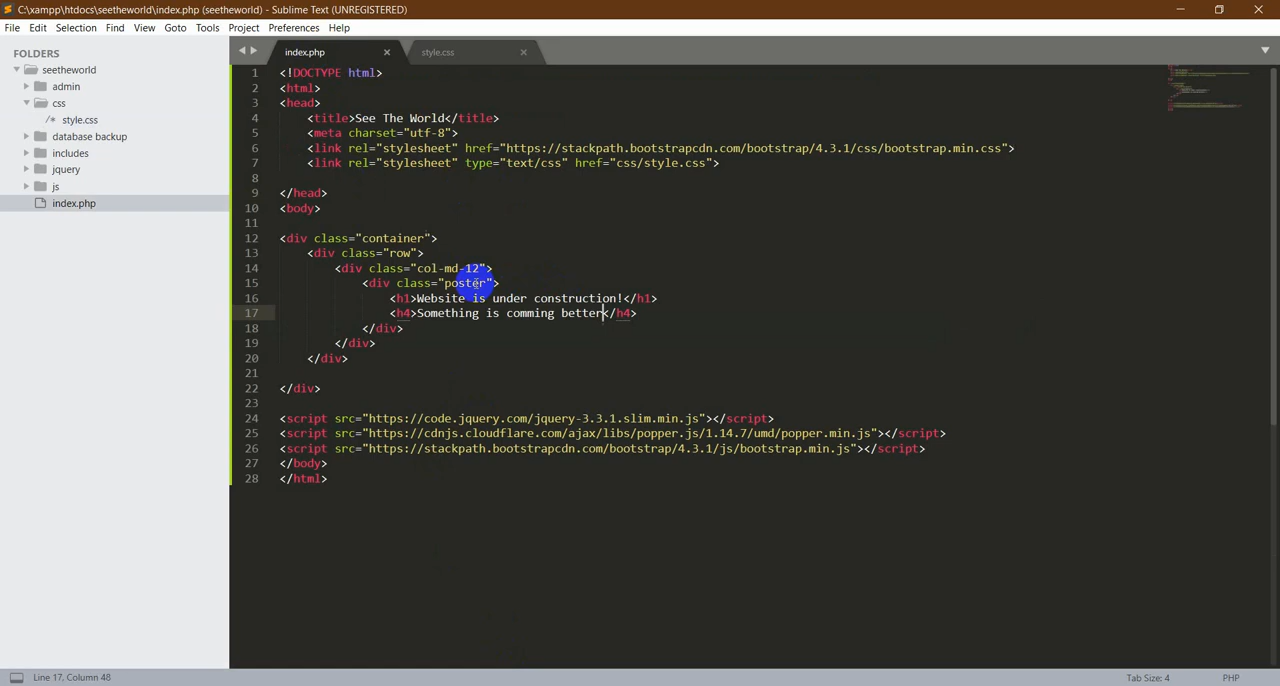 C:\xampp\htdocs\seetheworld\index.php (seetheworld) - Sublime Text (UNREGISTERED)
File Edit Selection Find View Goto Tools Project Preferences Help
FOLDERS
seetheworld
admin
css
/* style.css
database backup
includes
jquery
js
index.php
index.php × style.css ×
1 <!DOCTYPE html>
2 <html>
3 <head>
4 <title>See The World</title>
5 <meta charset="utf-8">
6 <link rel="stylesheet" href="https://stackpath.bootstrapcdn.com/bootstrap/4.3.1/css/bootstrap.min.css">
7 <link rel="stylesheet" type="text/css" href="css/style.css">
8
9 </head>
10 <body>
11
12 <div class="container">
13 <div class="row">
14 <div class="col-md-12">
15 <div class="poster">
16 <h1>Website is under construction!</h1>
17 <h4>Something is comming better</h4>
18 </div>
19 </div>
20 </div>
21
22 </div>
23
24 <script src="https://code.jquery.com/jquery-3.3.1.slim.min.js"></script>
25 <script src="https://cdnjs.cloudflare.com/ajax/libs/popper.js/1.14.7/umd/popper.min.js"></script>
26 <script src="https://stackpath.bootstrapcdn.com/bootstrap/4.3.1/js/bootstrap.min.js"></script>
27 </body>
28 </html>
Line 17, Column 48 Tab Size: 4 PHP